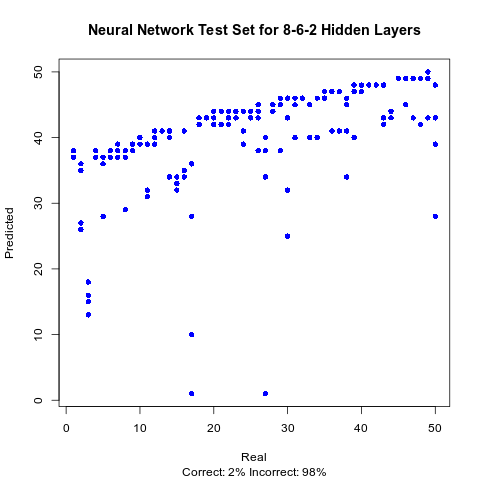 Neural Network Test Set for 8-6-2 Hidden Layers
Predicted
50
40
30
20
10
0
0 10 20 30 40 50
Real
Correct: 2% Incorrect: 98%